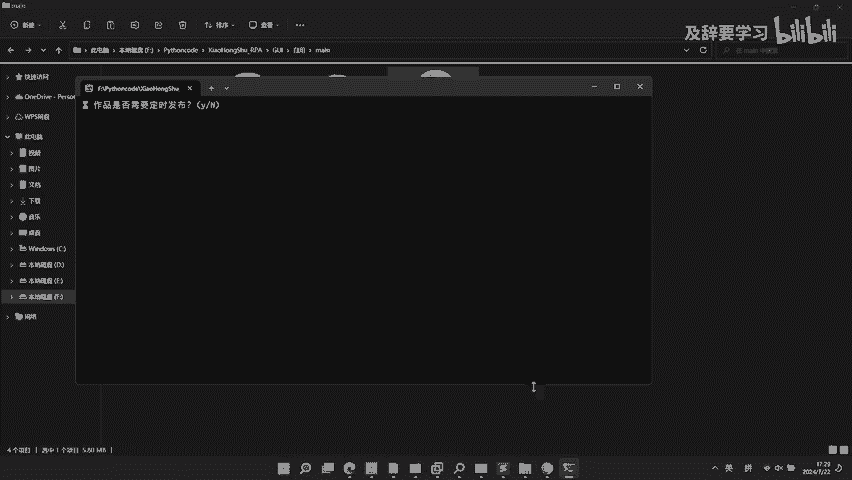 main
及辞要学习 bilibili
新建
排序
查看
此电脑 > 本地磁盘 (F:) > Pythoncode > XiaoHongShu_RPA > GUI > 应用 > main
在 main 中搜索
快速访问
OneDrive - Person
WPS网盘
此电脑
视频
图片
文档
下载
音乐
桌面
Windows (C:)
本地磁盘 (D:)
本地磁盘 (E:)
本地磁盘 (F:)
网络
F:\Pythoncode\XiaoHongShu_
作品是否需要定时发布? (y/N)
4 个项目 | 选中 1 个项目 5.80 MB |
英 拼
17:29
2024/7/22